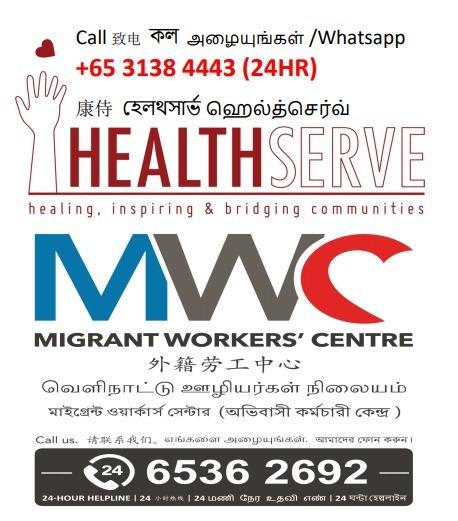 Call 致电 কল அழையுங்கள் /Whatsapp
+65 3138 4443 (24HR)
康侍 হেলথসার্ভ ஹெல்த்செர்வ்
HEALTHSERVE
healing, inspiring & bridging communities
MWC
MIGRANT WORKERS' CENTRE
外籍劳工中心
வெளிநாட்டு ஊழியர்கள் நிலையம்
মাইগ্রেন্ট ওয়ার্কার্স সেন্টার (অভিবাসী কর্মচারী কেন্দ্র )
Call us. 请联系我们。எங்களை அழையுங்கள். আমাদের ফোন করুন।
24 6536 2692
24-HOUR HELPLINE | 24 小时热线 | 24 மணி நேர உதவி எண் | 24 ঘন্টা হেল্পলাইন